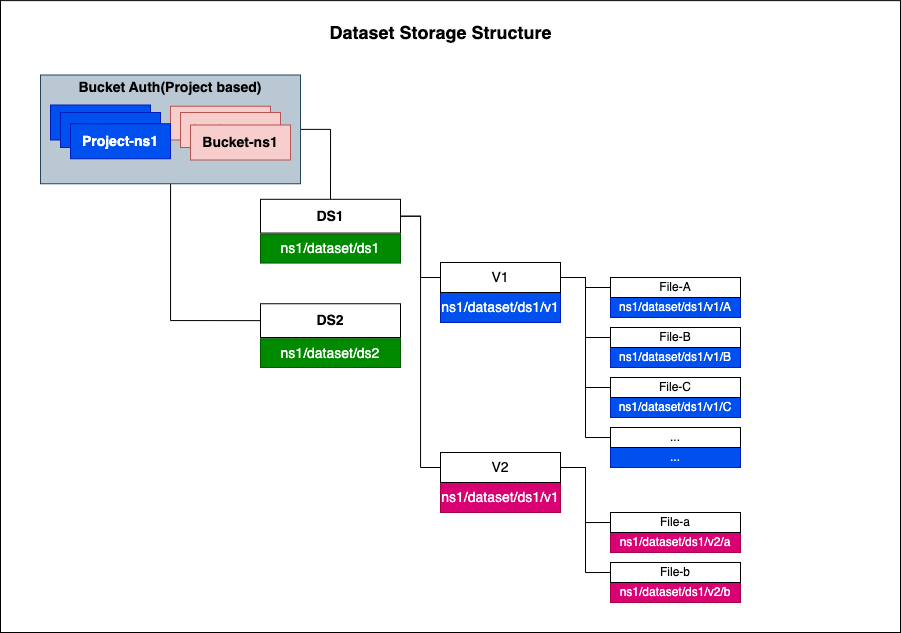 Dataset Storage Structure
Bucket Auth(Project based)
Project-ns1
Bucket-ns1
DS1
ns1/dataset/ds1
DS2
ns1/dataset/ds2
V1
ns1/dataset/ds1/v1
File-A
ns1/dataset/ds1/v1/A
File-B
ns1/dataset/ds1/v1/B
File-C
ns1/dataset/ds1/v1/C
...
...
V2
ns1/dataset/ds1/v1
File-a
ns1/dataset/ds1/v2/a
File-b
ns1/dataset/ds1/v2/b